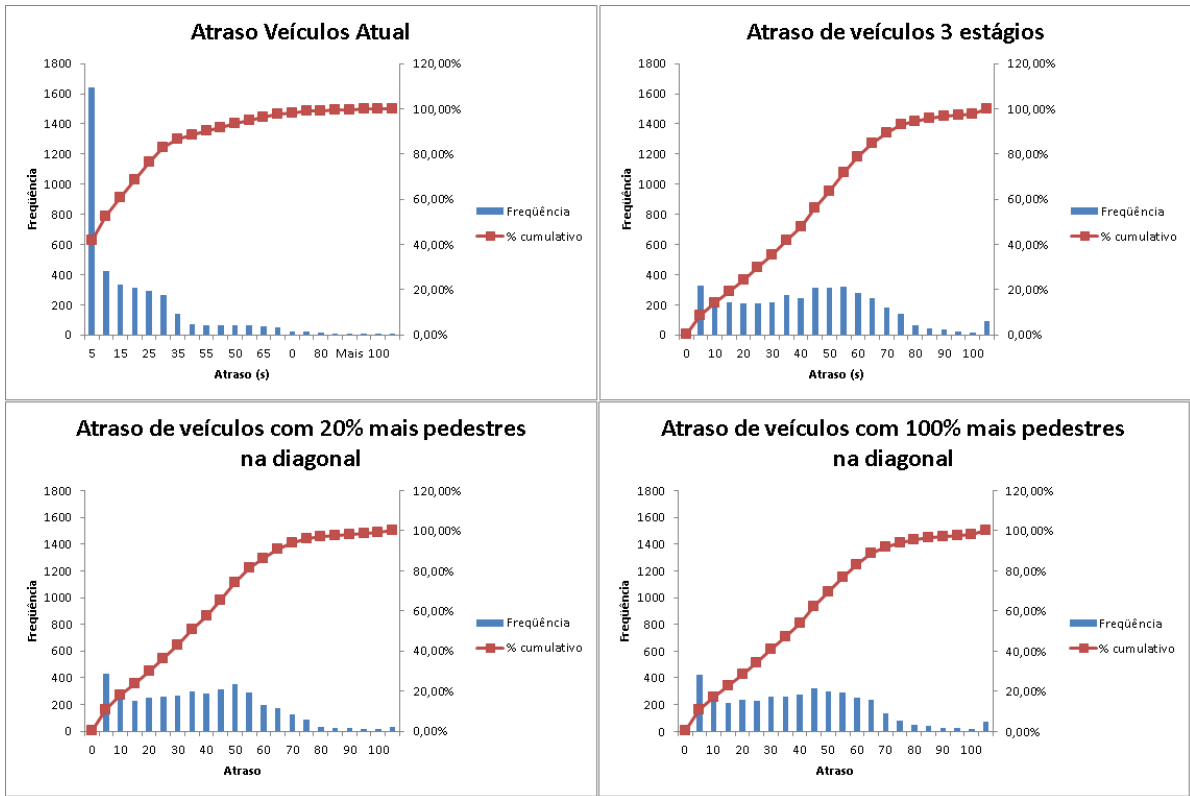 Atraso Veículos Atual
1800 120,00%
1600 100,00%
1400
1200 80,00%
1000 60,00%
800
600 40,00%
400 20,00%
200
0 0,00%
Freqüência
5 15 25 35 55 50 65 0 80 Mais 100
Atraso (s)
Freqüência
% cumulativo
Atraso de veículos 3 estágios
1800 120,00%
1600 100,00%
1400
1200 80,00%
1000 60,00%
800
600 40,00%
400 20,00%
200
0 0,00%
Freqüência
0 10 20 30 40 50 60 70 80 90 100
Atraso (s)
Freqüência
% cumulativo
Atraso de veículos com 20% mais pedestres
na diagonal
1800 120,00%
1600 100,00%
1400
1200 80,00%
1000 60,00%
800
600 40,00%
400 20,00%
200
0 0,00%
Freqüência
0 10 20 30 40 50 60 70 80 90 100
Atraso
Freqüência
% cumulativo
Atraso de veículos com 100% mais pedestres
na diagonal
1800 120,00%
1600 100,00%
1400
1200 80,00%
1000 60,00%
800
600 40,00%
400 20,00%
200
0 0,00%
Freqüência
0 10 20 30 40 50 60 70 80 90 100
Atraso
Freqüência
% cumulativo